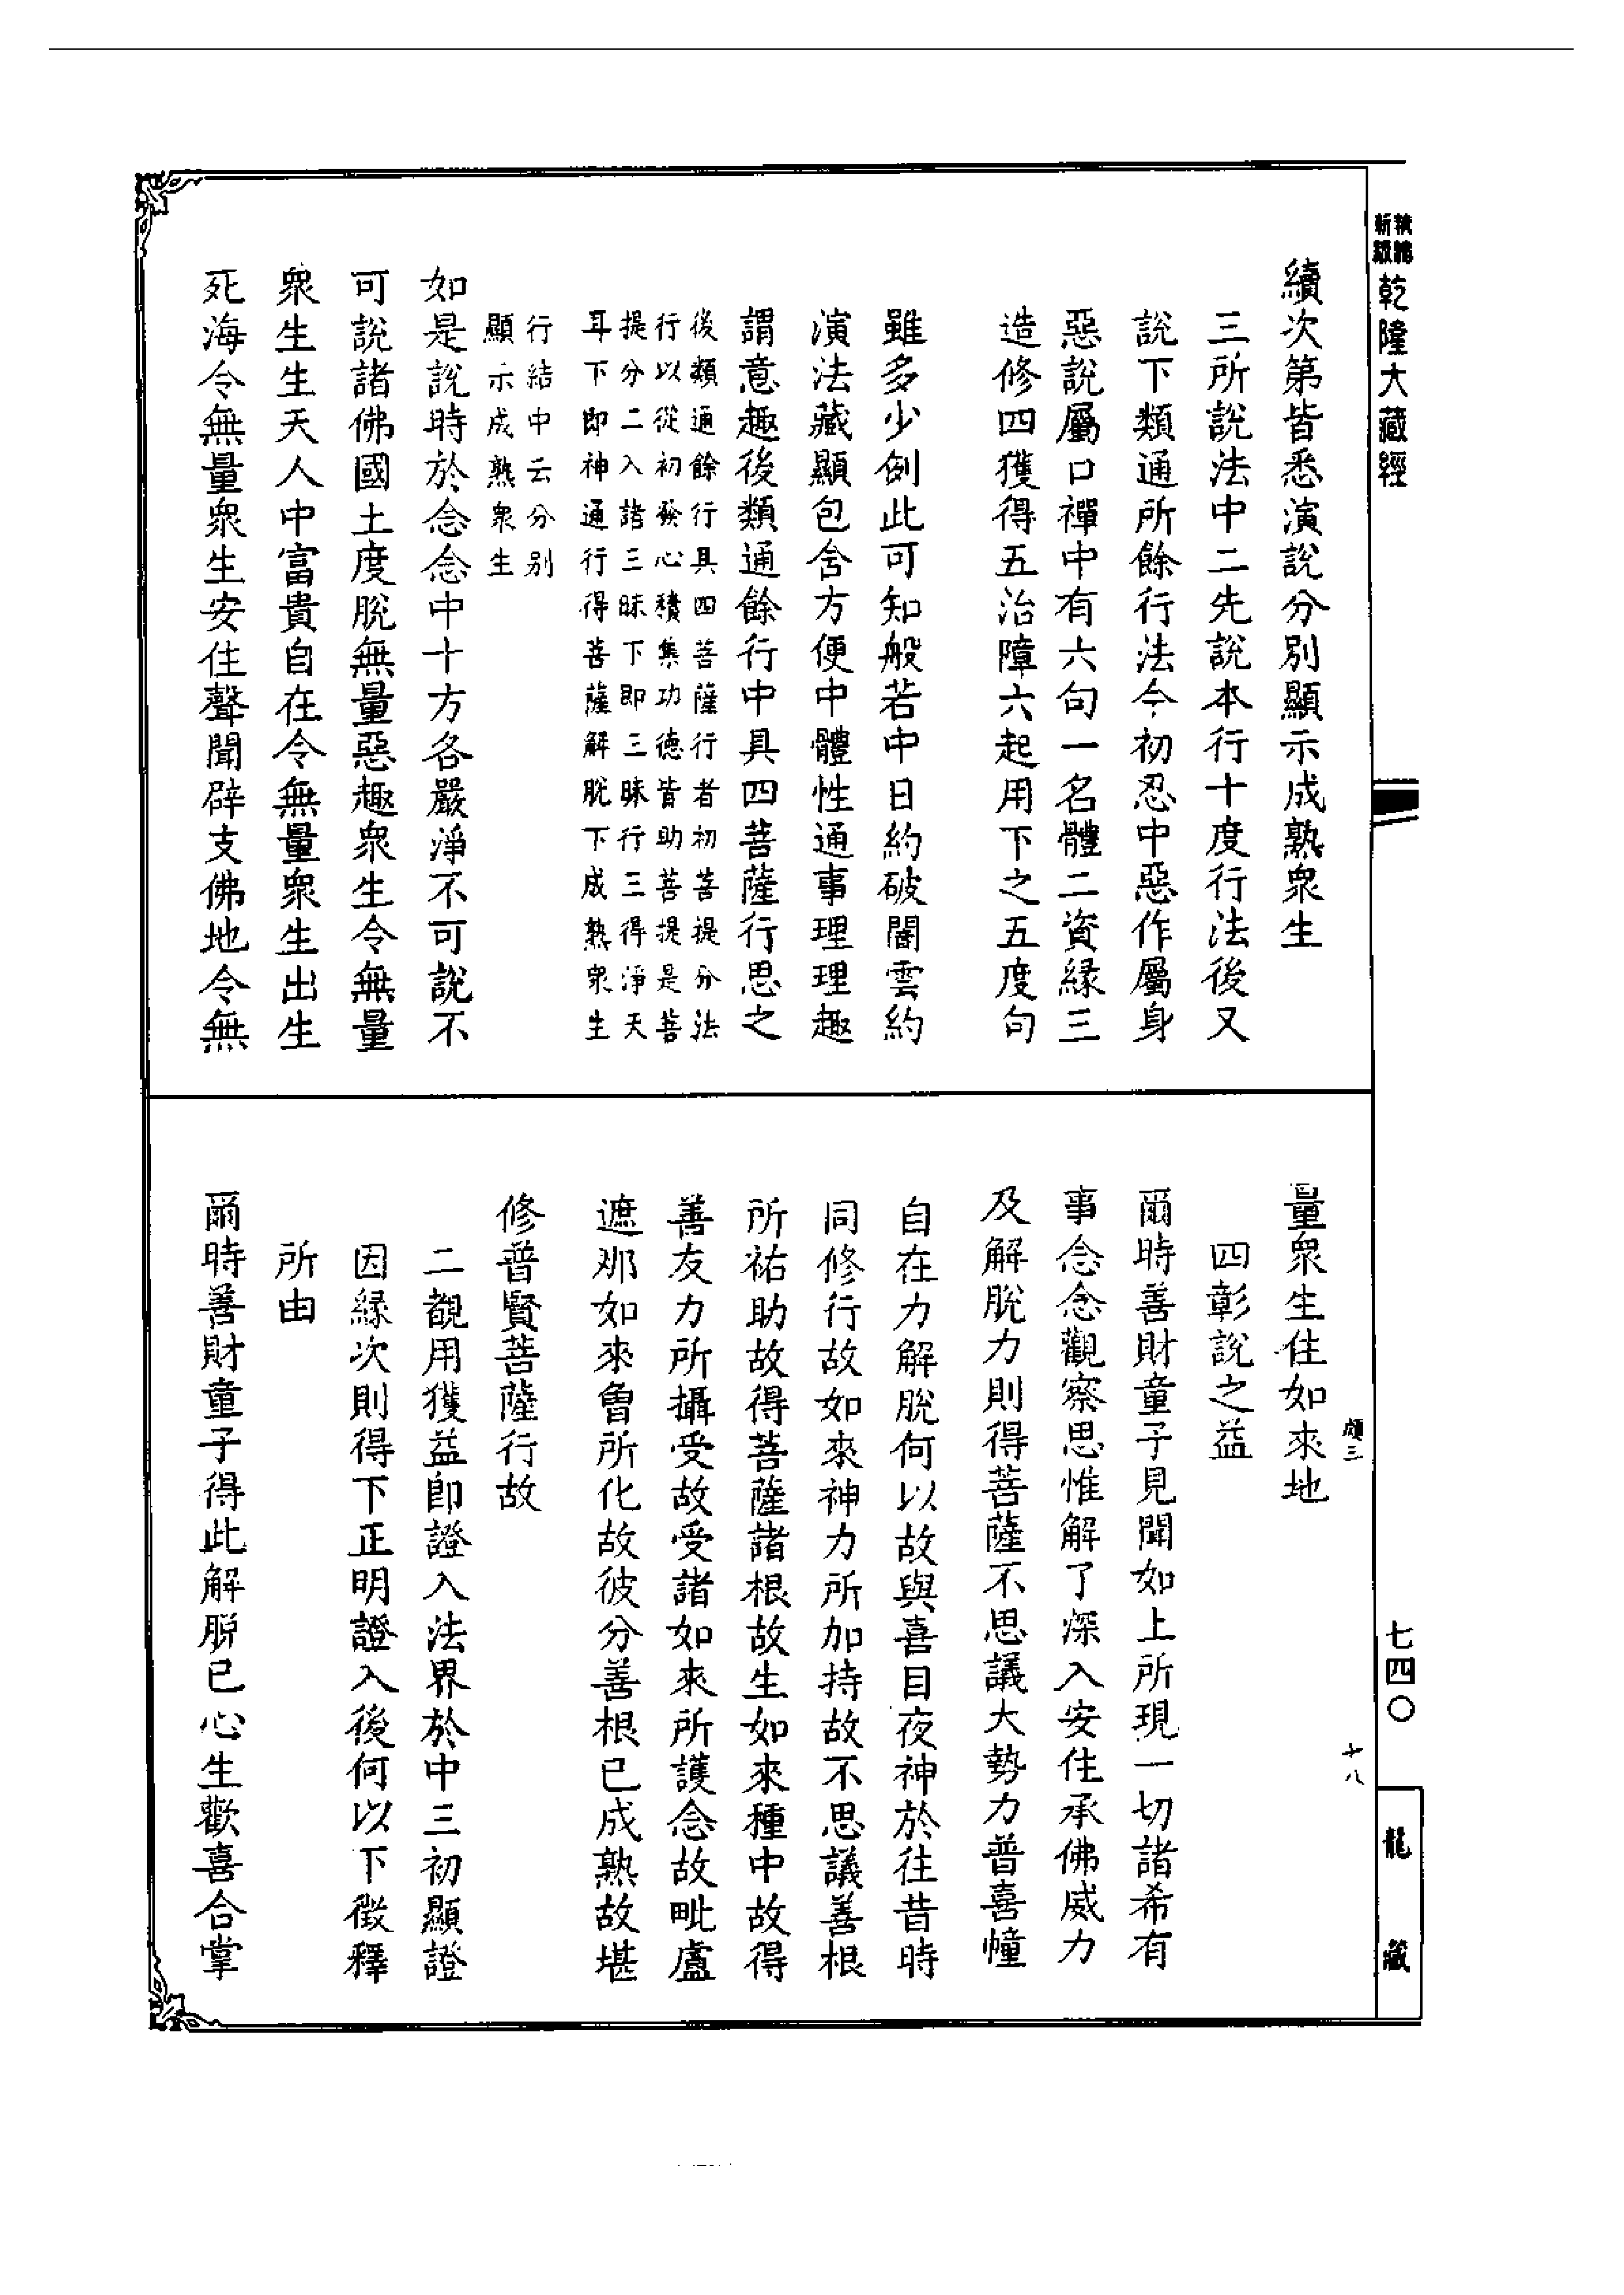 精縮
新版
乾隆大藏經
續次第皆悉演說分別顯示成熟衆生
三所說法中二先說本行十度行法後又
說下類通所餘行法今初忍中惡作屬身
惡說屬口禪中有六句一名體二資緣三
造修四獲得五治障六起用下之五度句
雖多少例此可知般若中日約破闇雲約
演法藏顯包含方便中體性通事理理趣
謂意趣後類通餘行中具四菩薩行思之
後類通餘行具四菩薩行者初菩提分法
行以從初發心積集功德皆助菩提是菩
提分二入諸三昧下即三昧行三得淨天
耳下即神通行得菩薩解脫下成熟衆生
行結中云分別
顯示成熟衆生
如是說時於念念中十方各嚴淨不可說不
可說諸佛國土度脫無量惡趣衆生令無量
衆生生天人中富貴自在令無量衆生出生
死海令無量衆生安住聲聞辟支佛地令無
量衆生住如來地
四彰說之益
爾時善財童子見聞如上所現一切諸希有
事念念觀察思惟解了深入安住承佛威力
及解脫力則得菩薩不思議大勢力普喜幢
自在力解脫何以故與喜目夜神於往昔時
同修行故如來神力所加持故不思議善根
所祐助故得菩薩諸根故生如來種中故得
善友力所攝受故受諸如來所護念故毗盧
遮那如來曾所化故彼分善根已成熟故堪
修普賢菩薩行故
二觀用獲益即證入法界於中三初顯證
因緣次則得下正明證入後何以下徵釋
所由
爾時善財童子得此解脫已心生歡喜合掌
七四〇
十八
龍藏